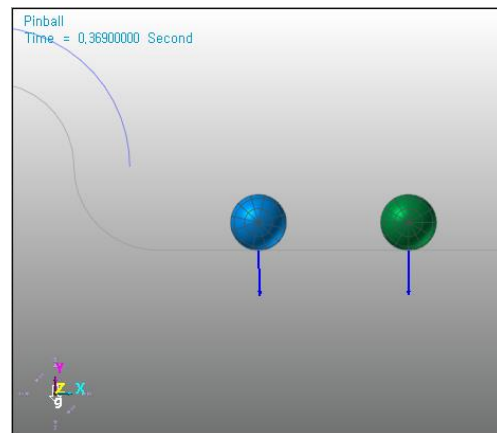 Pinball
Time = 0,36900000 Second
Y
Z X
g